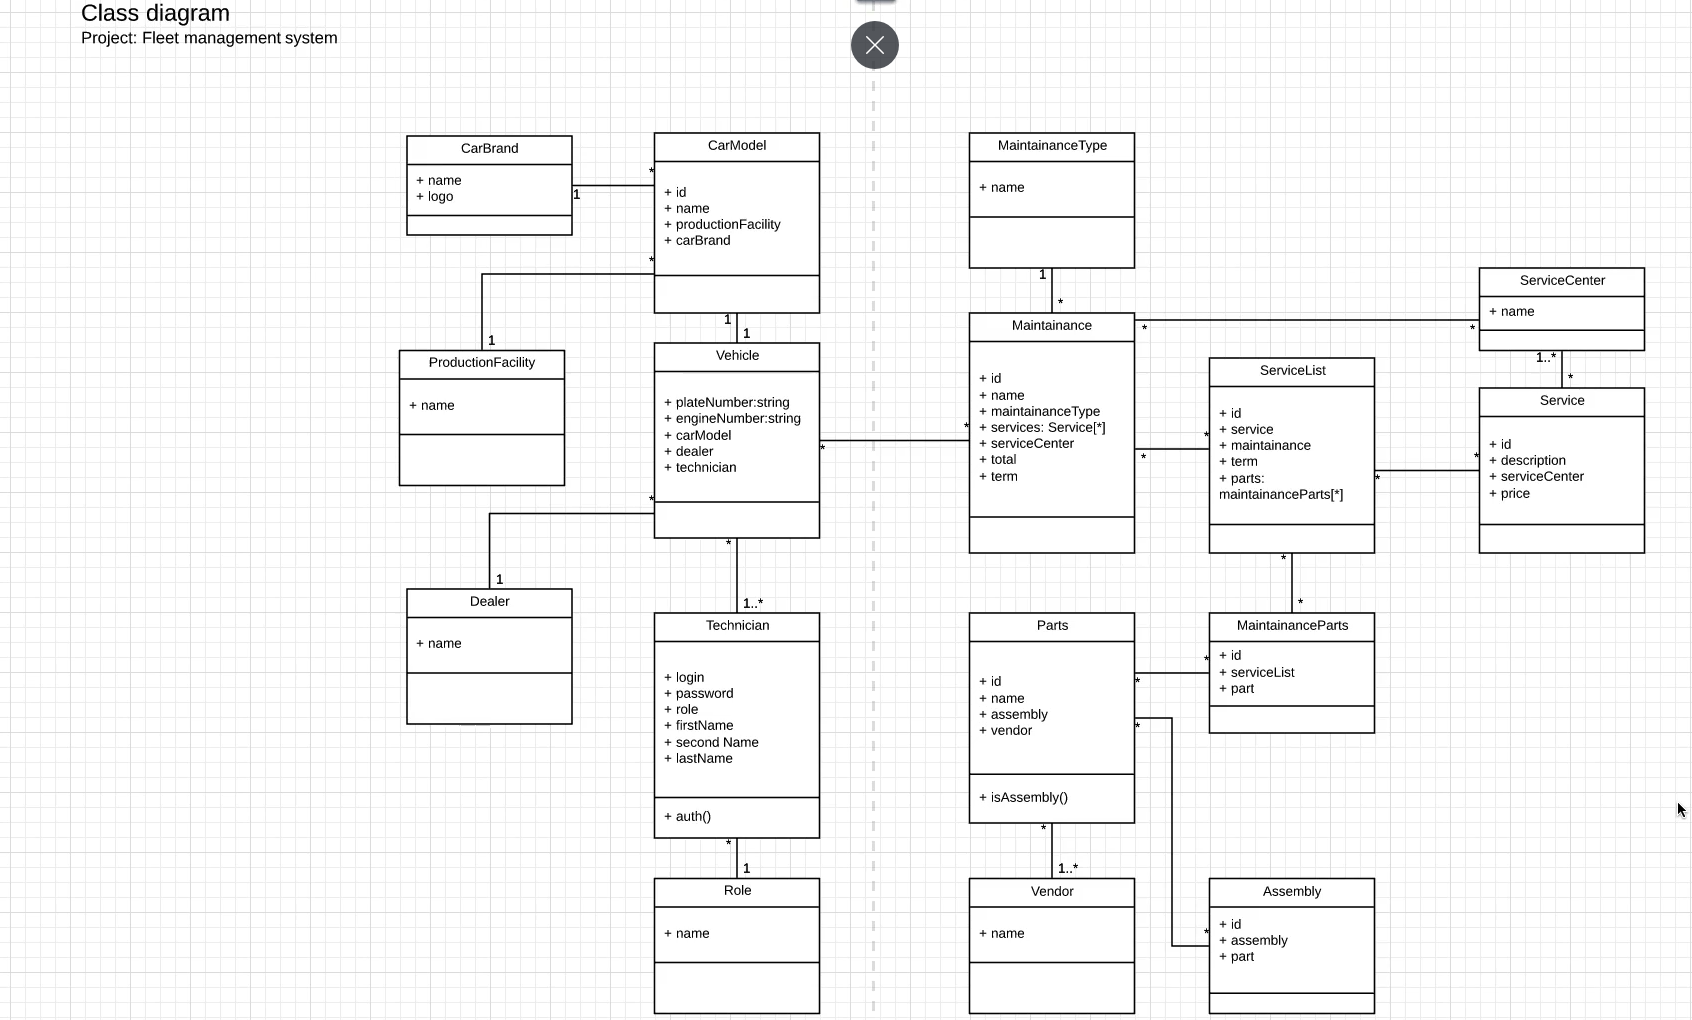 Class diagram
Project: Fleet management system
CarBrand
+ name
+ logo
1
*
CarModel
+ id
+ name
+ productionFacility
+ carBrand
*
1
ProductionFacility
+ name
1
1
Vehicle
+ plateNumber:string
+ engineNumber:string
+ carModel
+ dealer
+ technician
*
*
*
1
Dealer
+ name
*
1..*
Technician
+ login
+ password
+ role
+ firstName
+ second Name
+ lastName
+ auth()
*
1
Role
+ name
MaintainanceType
+ name
1
*
Maintainance
+ id
+ name
+ maintainanceType
+ services: Service[*]
+ serviceCenter
+ total
+ term
*
*
ServiceCenter
+ name
1..*
*
Service
+ id
+ description
+ serviceCenter
+ price
*
*
ServiceList
+ id
+ service
+ maintainance
+ term
+ parts:
maintainanceParts[*]
*
*
*
*
MaintainanceParts
+ id
+ serviceList
+ part
*
*
Parts
+ id
+ name
+ assembly
+ vendor
+ isAssembly()
*
*
1..*
Vendor
+ name
*
Assembly
+ id
+ assembly
+ part